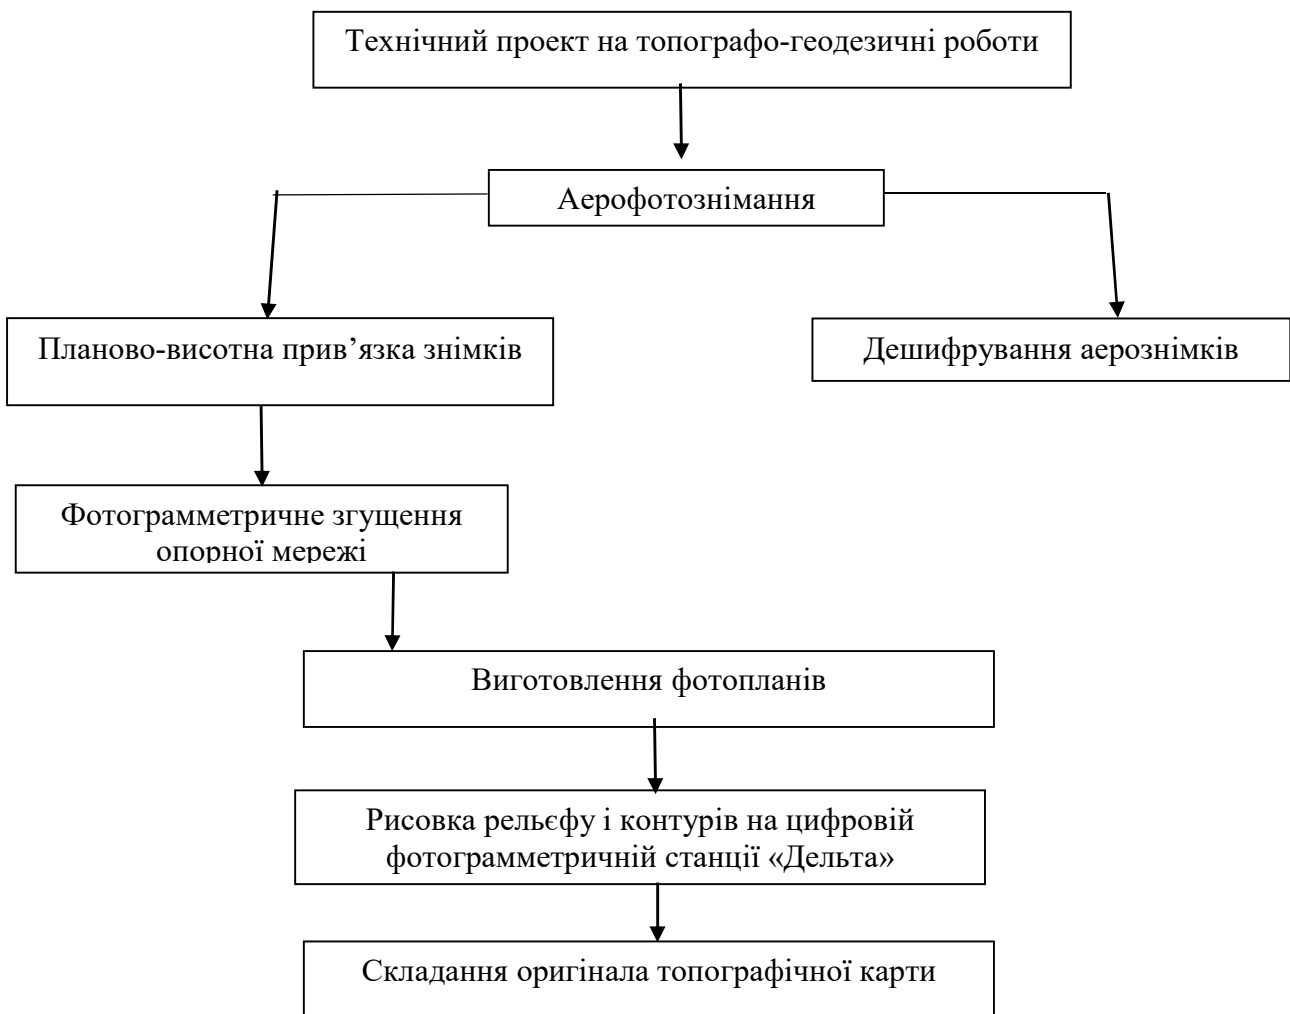 Технічний проект на топографо-геодезичні роботи
Аерофотознімання
Планово-висотна прив’язка знімків
Дешифрування аерознімків
Фотограмметричне згущення
опорної мережі
Виготовлення фотопланів
Рисовка рельєфу і контурів на цифровій
фотограмметричній станції «Дельта»
Складання оригінала топографічної карти